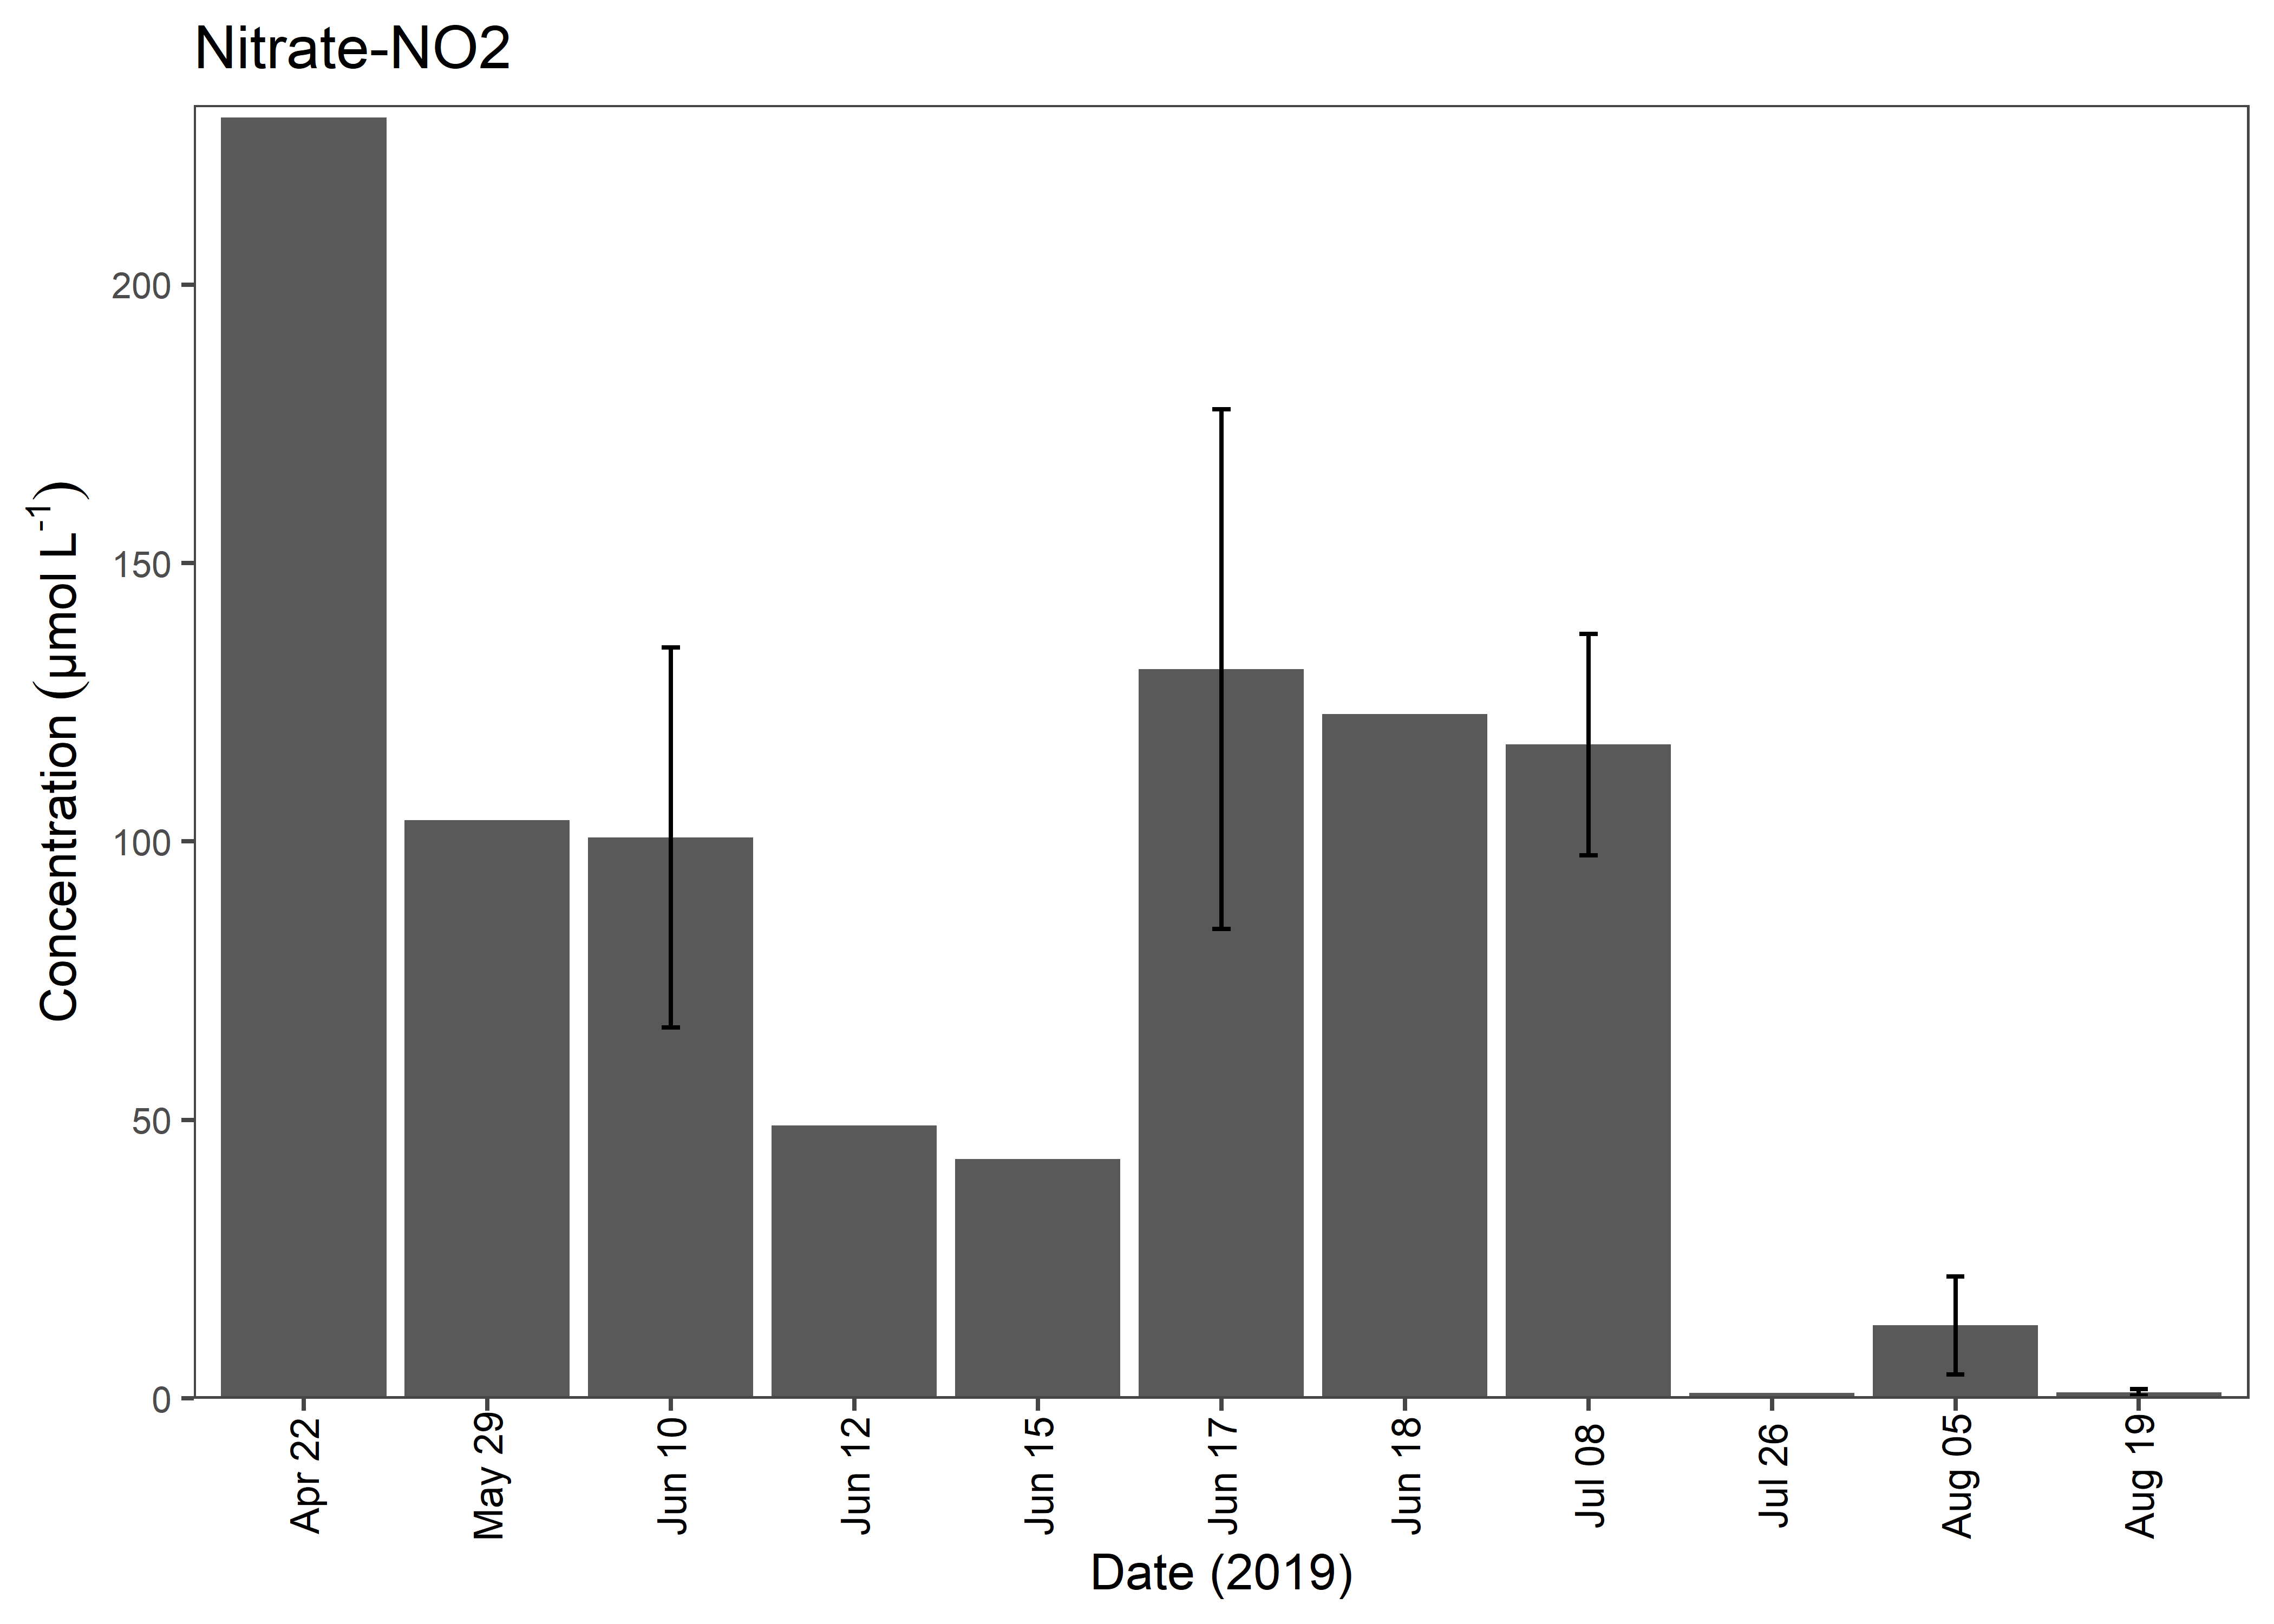 Nitrate-NO2
Concentration (µmol L⁻¹)
200
150
100
50
0
Apr 22
May 29
Jun 10
Jun 12
Jun 15
Jun 17
Jun 18
Jul 08
Jul 26
Aug 05
Aug 19
Date (2019)